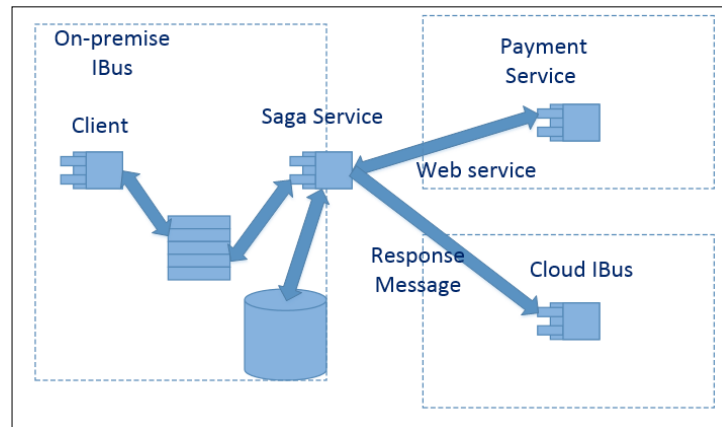 On-premise
IBus
Client
Saga Service
Payment
Service
Web service
Response
Message
Cloud IBus